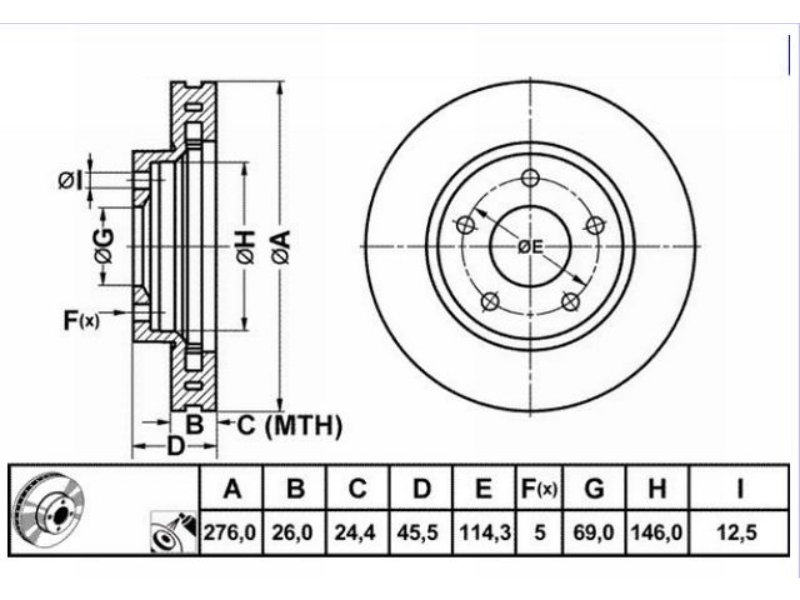 ØI
ØG
ØH
ØA
F(x)
ØE
B
C (MTH)
D
A B C D E F(x) G H I
276,0 26,0 24,4 45,5 114,3 5 69,0 146,0 12,5